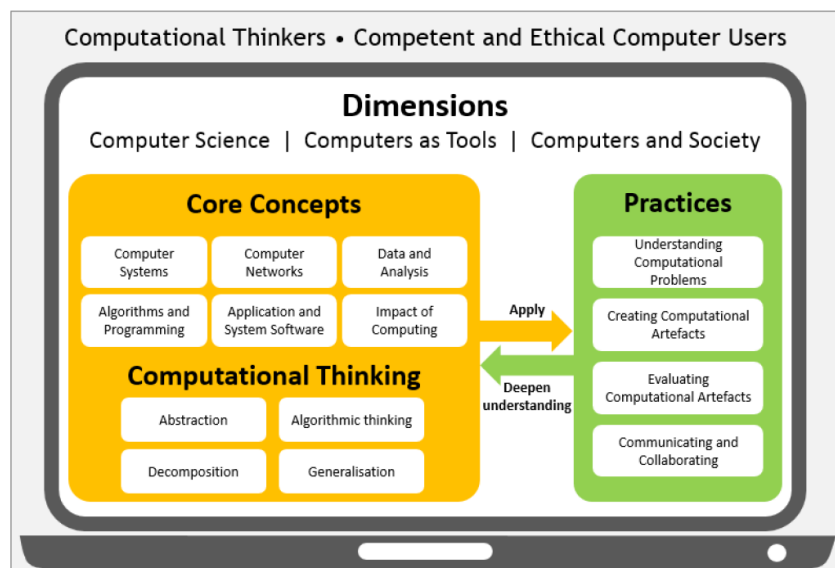 Computational Thinkers • Competent and Ethical Computer Users
Dimensions
Computer Science | Computers as Tools | Computers and Society
Core Concepts
Computer
Systems
Computer
Networks
Data and
Analysis
Algorithms and
Programming
Application and
System Software
Impact of
Computing
Computational Thinking
Abstraction
Algorithmic thinking
Decomposition
Generalisation
Apply
Deepen
understanding
Practices
Understanding
Computational
Problems
Creating Computational
Artefacts
Evaluating
Computational Artefacts
Communicating and
Collaborating